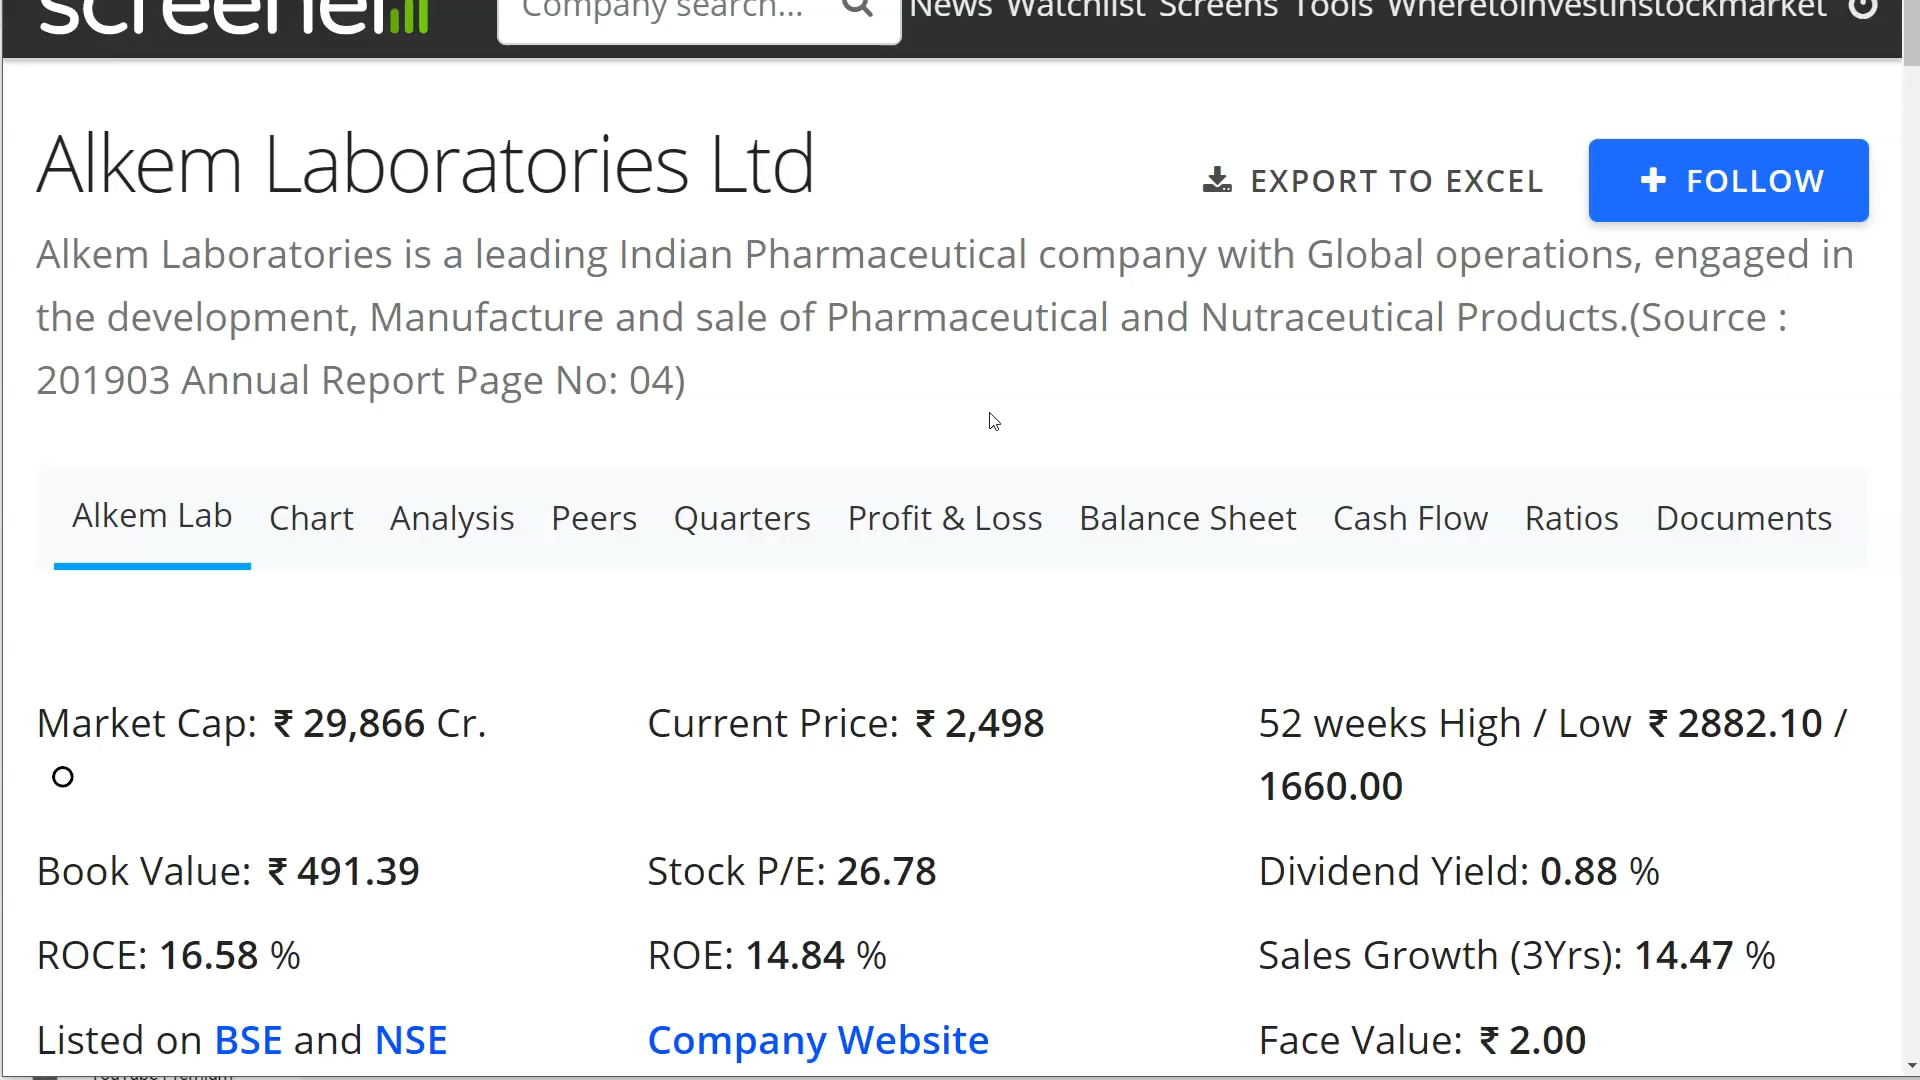 screener
Company search... News Watchlist Screens Tools Wheretoinvestinstockmarket
Alkem Laboratories Ltd
EXPORT TO EXCEL
FOLLOW
Alkem Laboratories is a leading Indian Pharmaceutical company with Global operations, engaged in
the development, Manufacture and sale of Pharmaceutical and Nutraceutical Products.(Source :
201903 Annual Report Page No: 04)
Alkem Lab Chart Analysis Peers Quarters Profit & Loss Balance Sheet Cash Flow Ratios Documents
Market Cap: ₹ 29,866 Cr.
Current Price: ₹ 2,498
52 weeks High / Low ₹ 2882.10 /
1660.00
Book Value: ₹ 491.39
Stock P/E: 26.78
Dividend Yield: 0.88 %
ROCE: 16.58 %
ROE: 14.84 %
Sales Growth (3Yrs): 14.47 %
Listed on BSE and NSE
Company Website
Face Value: ₹ 2.00